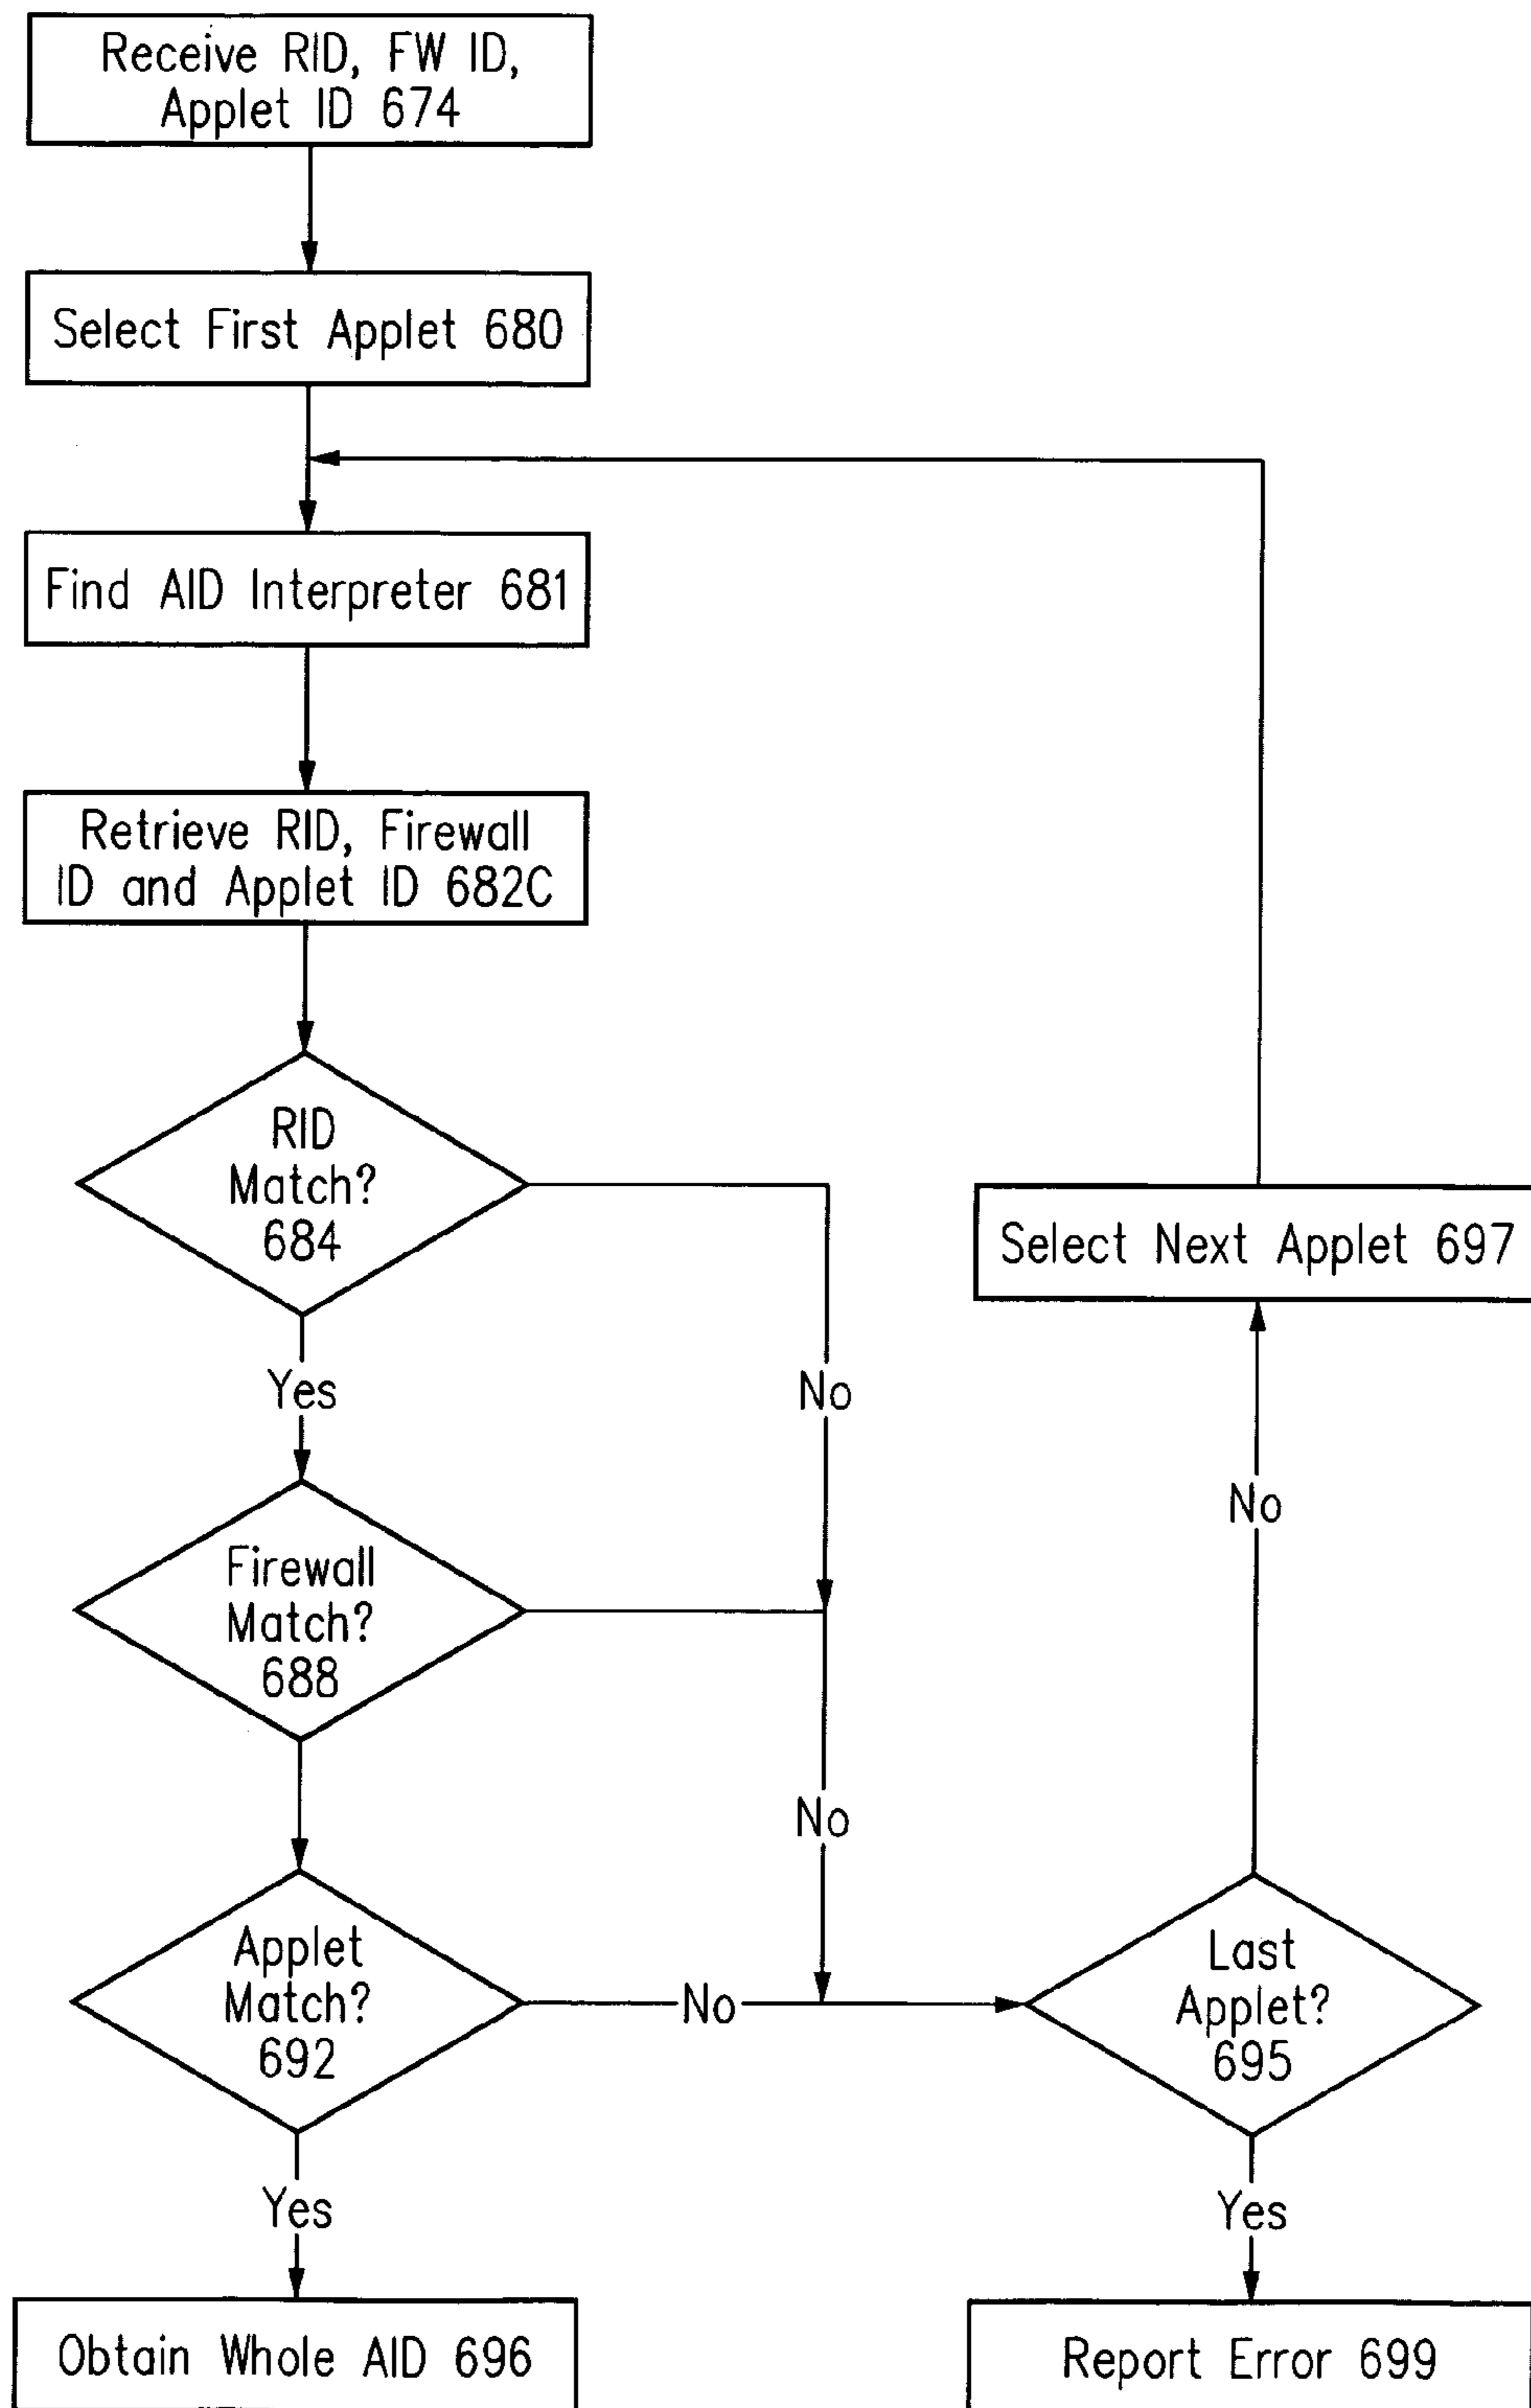 Receive RID, FW ID,
Applet ID 674
Select First Applet 680
Find AID Interpreter 681
Retrieve RID, Firewall
ID and Applet ID 682C
RID
Match?
684
Yes
No
Firewall
Match?
688
No
Applet
Match?
692
No
Yes
Obtain Whole AID 696
Select Next Applet 697
No
Last
Applet?
695
Yes
Report Error 699